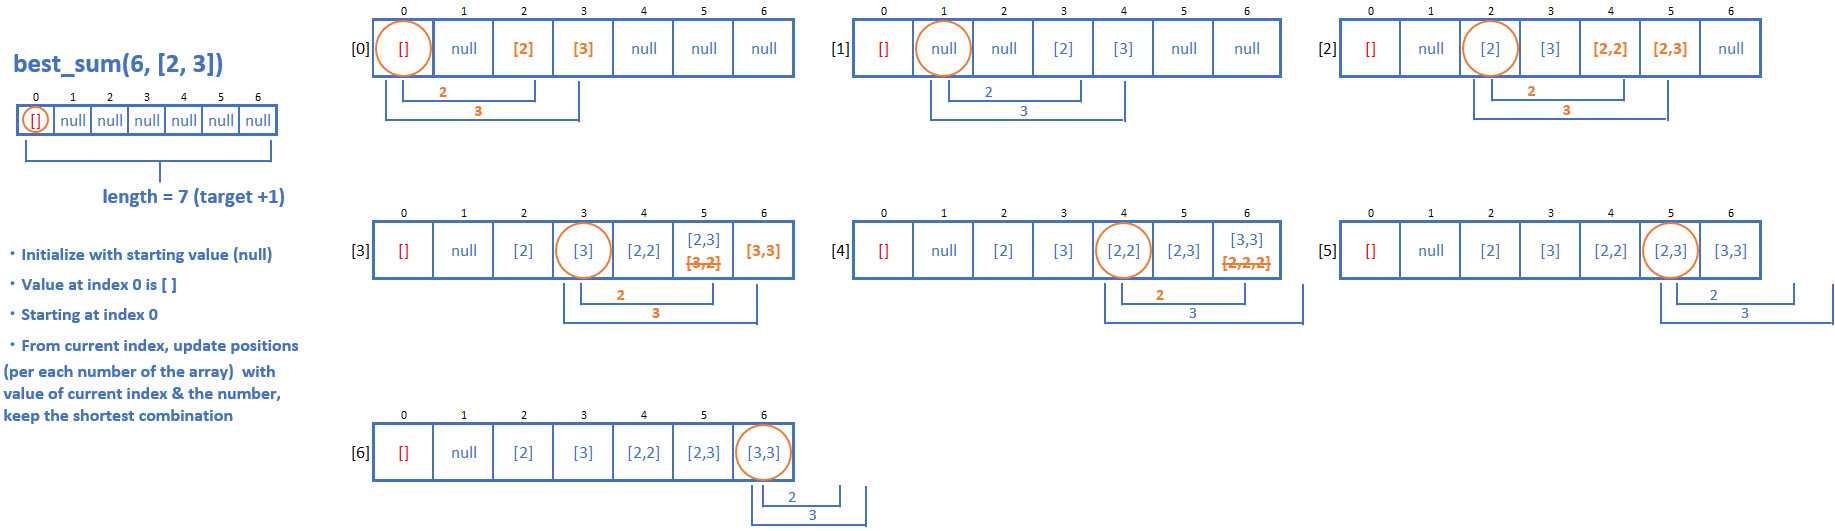 best_sum(6, [2, 3])
0 1 2 3 4 5 6
[] null null null null null null
length = 7 (target +1)
・Initialize with starting value (null)
・Value at index 0 is [ ]
・Starting at index 0
・From current index, update positions
(per each number of the array)  with
value of current index & the number,
keep the shortest combination
0 1 2 3 4 5 6
[0] [] null [2] [3] null null null
2
3
0 1 2 3 4 5 6
[1] [] null null [2] [3] null null
2
3
0 1 2 3 4 5 6
[2] [] null [2] [3] [2,2] [2,3] null
2
3
0 1 2 3 4 5 6
[3] [] null [2] [3] [2,2] [2,3] [3,3]
[3,2]
2
3
0 1 2 3 4 5 6
[4] [] null [2] [3] [2,2] [2,3] [3,3]
[2,2,2]
2
3
0 1 2 3 4 5 6
[5] [] null [2] [3] [2,2] [2,3] [3,3]
2
3
0 1 2 3 4 5 6
[6] [] null [2] [3] [2,2] [2,3] [3,3]
2
3